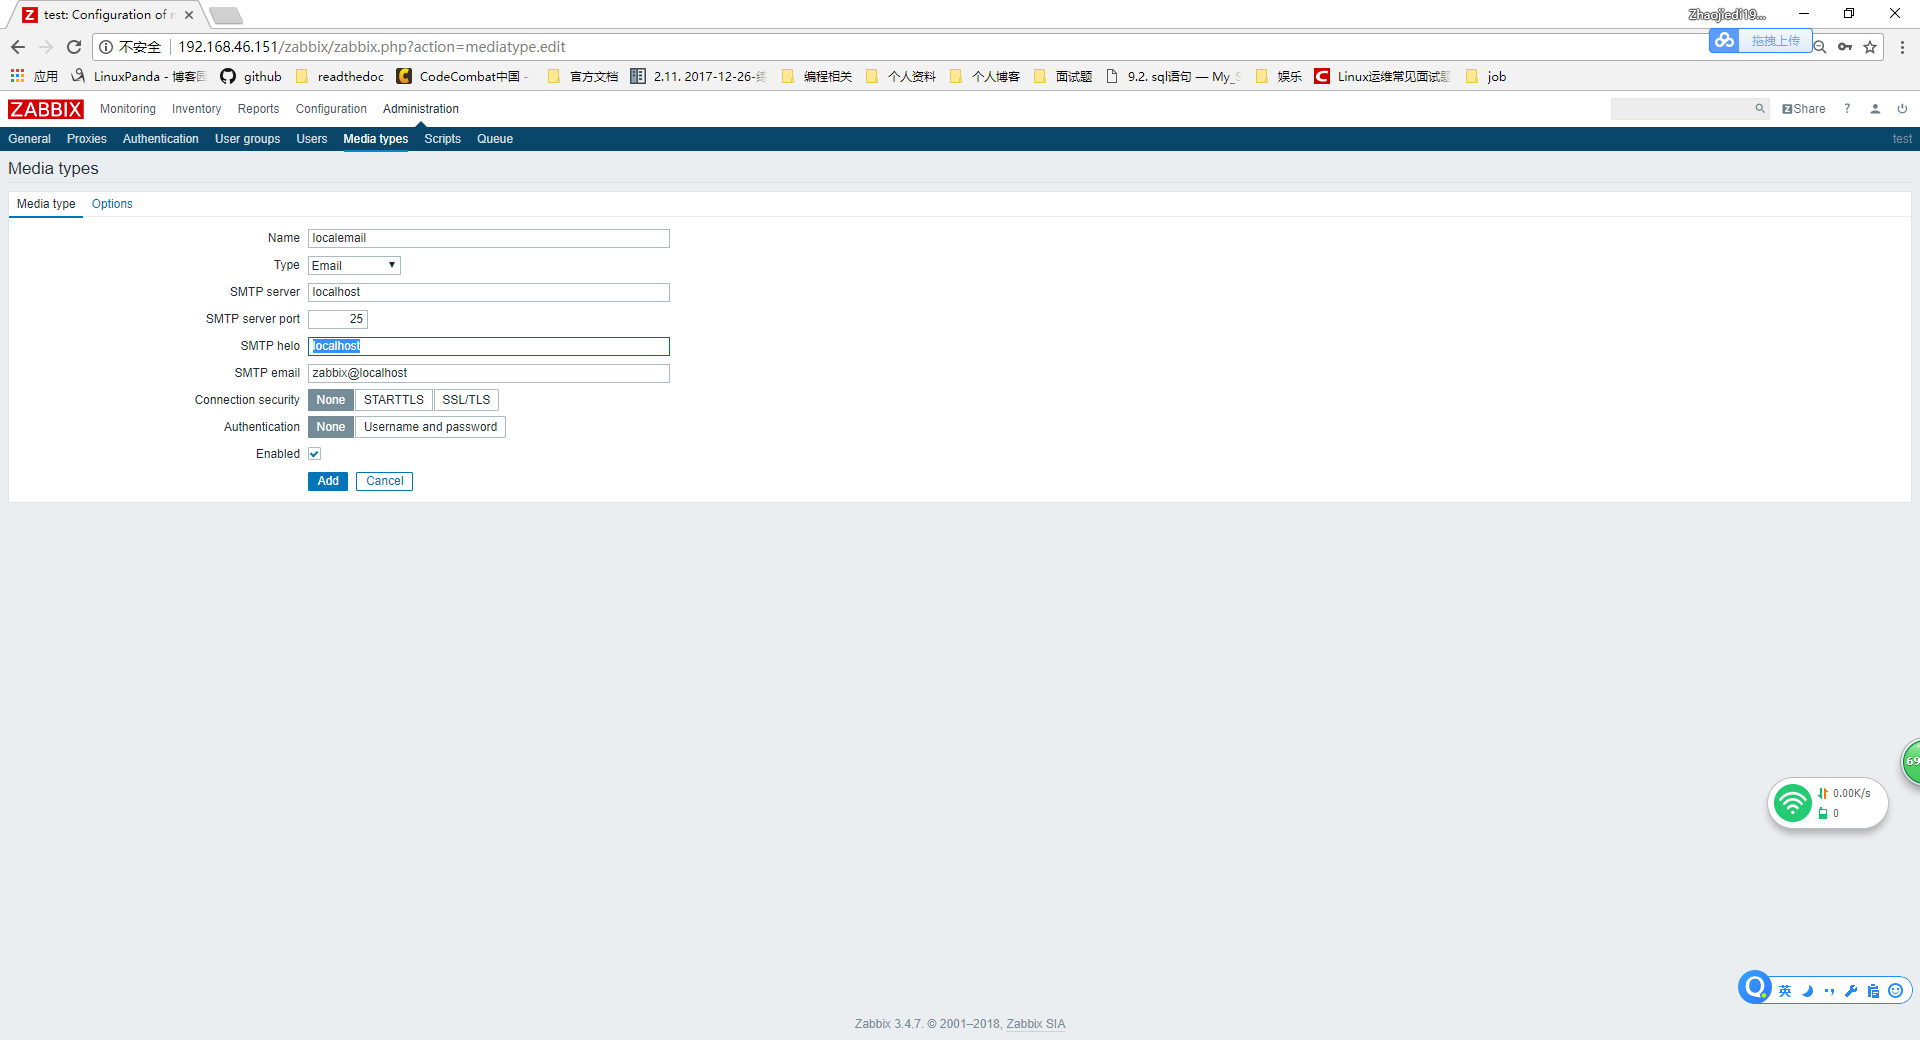 test: Configuration of
Zhaojiedi19...
不安全 192.168.46.151/zabbix/zabbix.php?action=mediatype.edit
拖拽上传
应用 LinuxPanda - 博客园 github readthedoc CodeCombat中国 - 官方文档 2.11. 2017-12-26- 编程相关 个人资料 个人博客 面试题 9.2. sql语句 — My_S 娱乐 Linux运维常见面试题 job
ZABBIX Monitoring Inventory Reports Configuration Administration Z Share ?
General Proxies Authentication User groups Users Media types Scripts Queue test
Media types
Media type Options
Name localemail
Type Email
SMTP server localhost
SMTP server port 25
SMTP helo localhost
SMTP email zabbix@localhost
Connection security None STARTTLS SSL/TLS
Authentication None Username and password
Enabled
Add Cancel
69
0.00K/s
0
英
Zabbix 3.4.7. © 2001–2018, Zabbix SIA